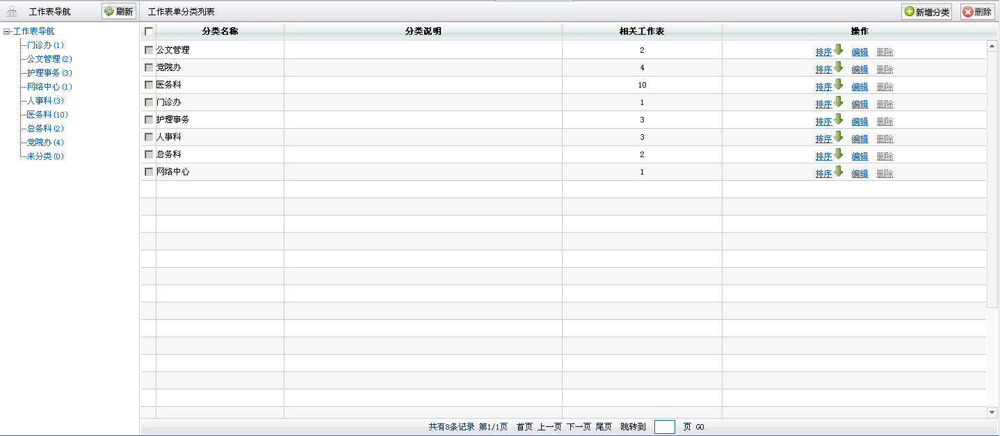 工作表导航 刷新
工作表导航
门诊办(1)
公文管理(2)
护理事务(3)
网络中心(1)
人事科(3)
医务科(10)
总务科(2)
党院办(4)
未分类(0)
工作表单分类列表 新增分类 删除
分类名称 分类说明 相关工作表 操作
公文管理 2 排序 编辑 删除
党院办 4 排序 编辑 删除
医务科 10 排序 编辑 删除
门诊办 1 排序 编辑 删除
护理事务 3 排序 编辑 删除
人事科 3 排序 编辑 删除
总务科 2 排序 编辑 删除
网络中心 1 排序 编辑 删除
共有8条记录 第1/1页 首页 上一页 下一页 尾页 跳转到 页 GO